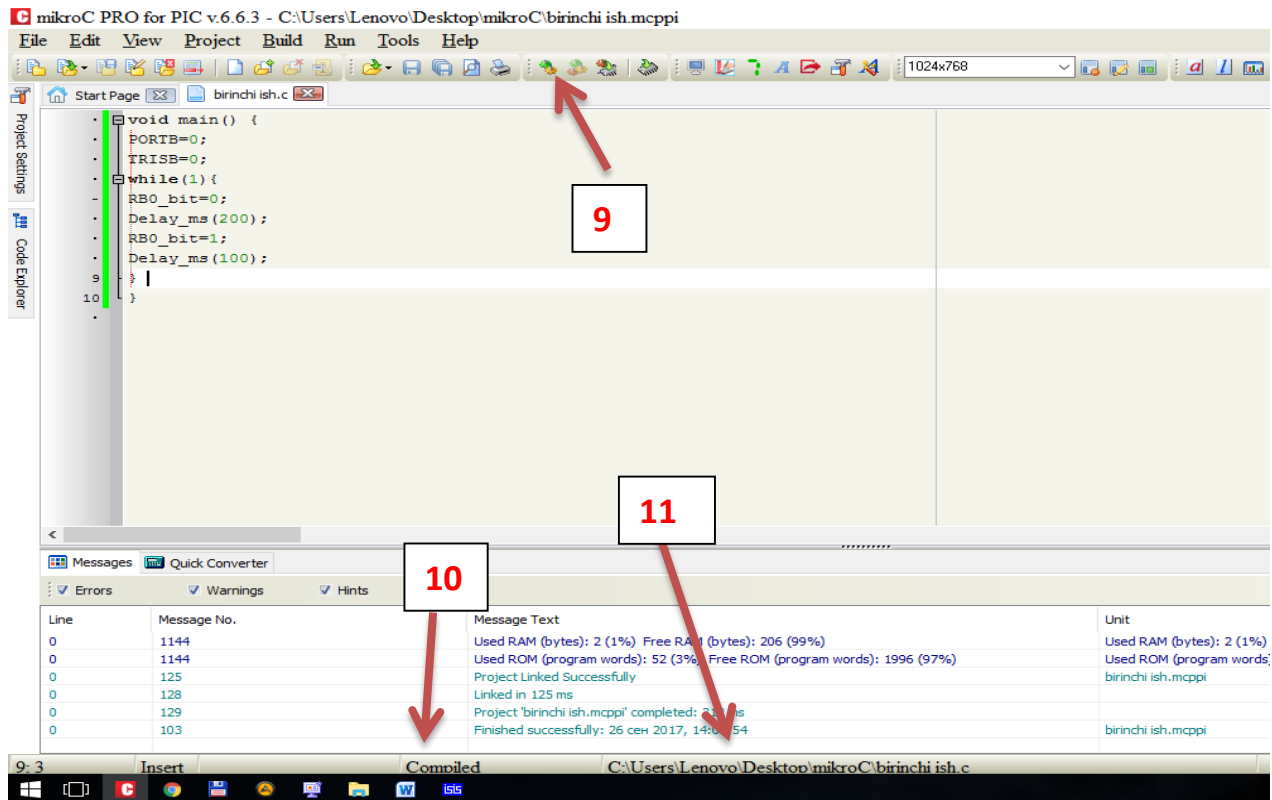 mikroC PRO for PIC v.6.6.3 - C:\Users\Lenovo\Desktop\mikroC\birinchi ish.mcppi
File Edit View Project Build Run Tools Help
1024x768
Start Page birinchi ish.c
Project Settings
Code Explorer
void main() {
PORTB=0;
TRISB=0;
while(1){
RB0_bit=0;
Delay_ms(200);
RB0_bit=1;
Delay_ms(100);
9 }
10 }
9
11
10
Messages Quick Converter
Errors Warnings Hints
Line Message No. Message Text Unit
0 1144 Used RAM (bytes): 2 (1%) Free RAM (bytes): 206 (99%) Used RAM (bytes): 2 (1%)
0 1144 Used ROM (program words): 52 (3%) Free ROM (program words): 1996 (97%) Used ROM (program words)
0 125 Project Linked Successfully birinchi ish.mcppi
0 128 Linked in 125 ms
0 129 Project 'birinchi ish.mcppi' completed: ms
0 103 Finished successfully: 26 сен 2017, birinchi ish.mcppi
9: 3 Insert Compiled C:\Users\Lenovo\Desktop\mikroC\birinchi ish.c
isis